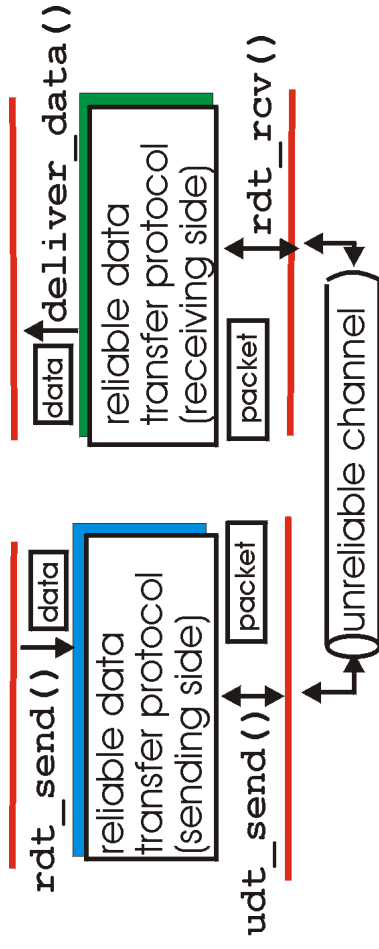 rdt_send()
data
reliable data
transfer protocol
(sending side)
udt_send()
packet
data
deliver_data()
reliable data
transfer protocol
(receiving side)
packet
rdt_rcv()
unreliable channel